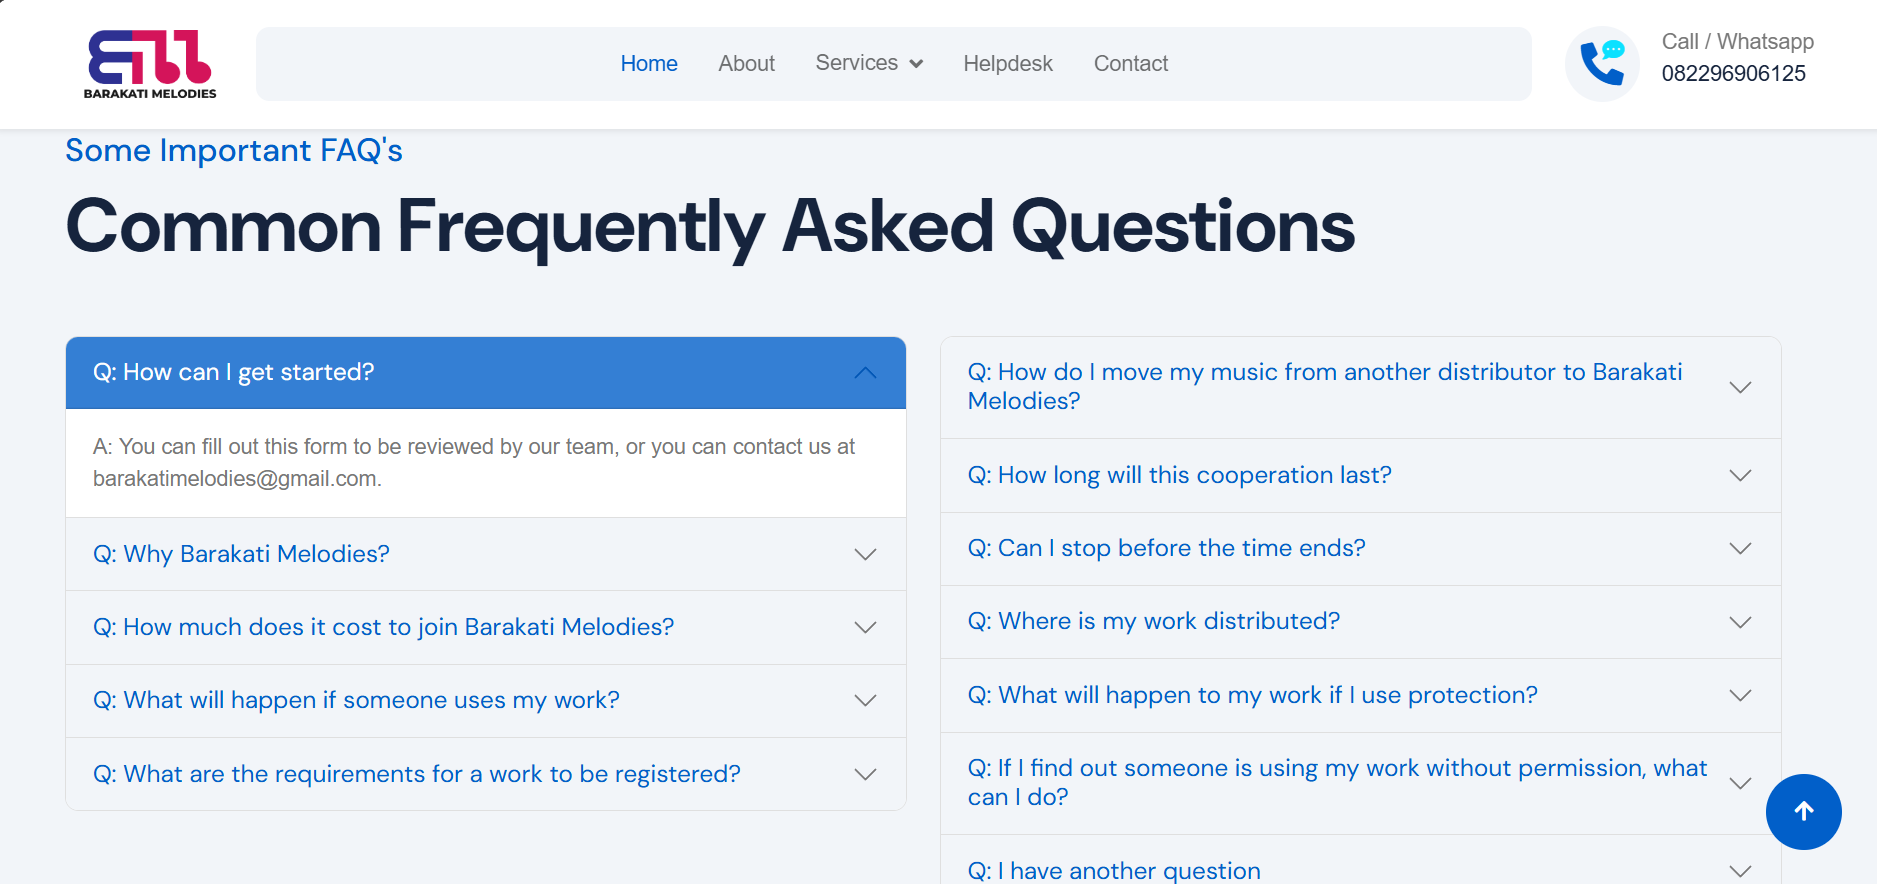 BARAKATI MELODIES
Home
About
Services
Helpdesk
Contact
Call / Whatsapp
082296906125
Some Important FAQ's
Common Frequently Asked Questions
Q: How can I get started?
A: You can fill out this form to be reviewed by our team, or you can contact us at
barakatimelodies@gmail.com.
Q: Why Barakati Melodies?
Q: How much does it cost to join Barakati Melodies?
Q: What will happen if someone uses my work?
Q: What are the requirements for a work to be registered?
Q: How do I move my music from another distributor to Barakati
Melodies?
Q: How long will this cooperation last?
Q: Can I stop before the time ends?
Q: Where is my work distributed?
Q: What will happen to my work if I use protection?
Q: If I find out someone is using my work without permission, what
can I do?
Q: I have another question